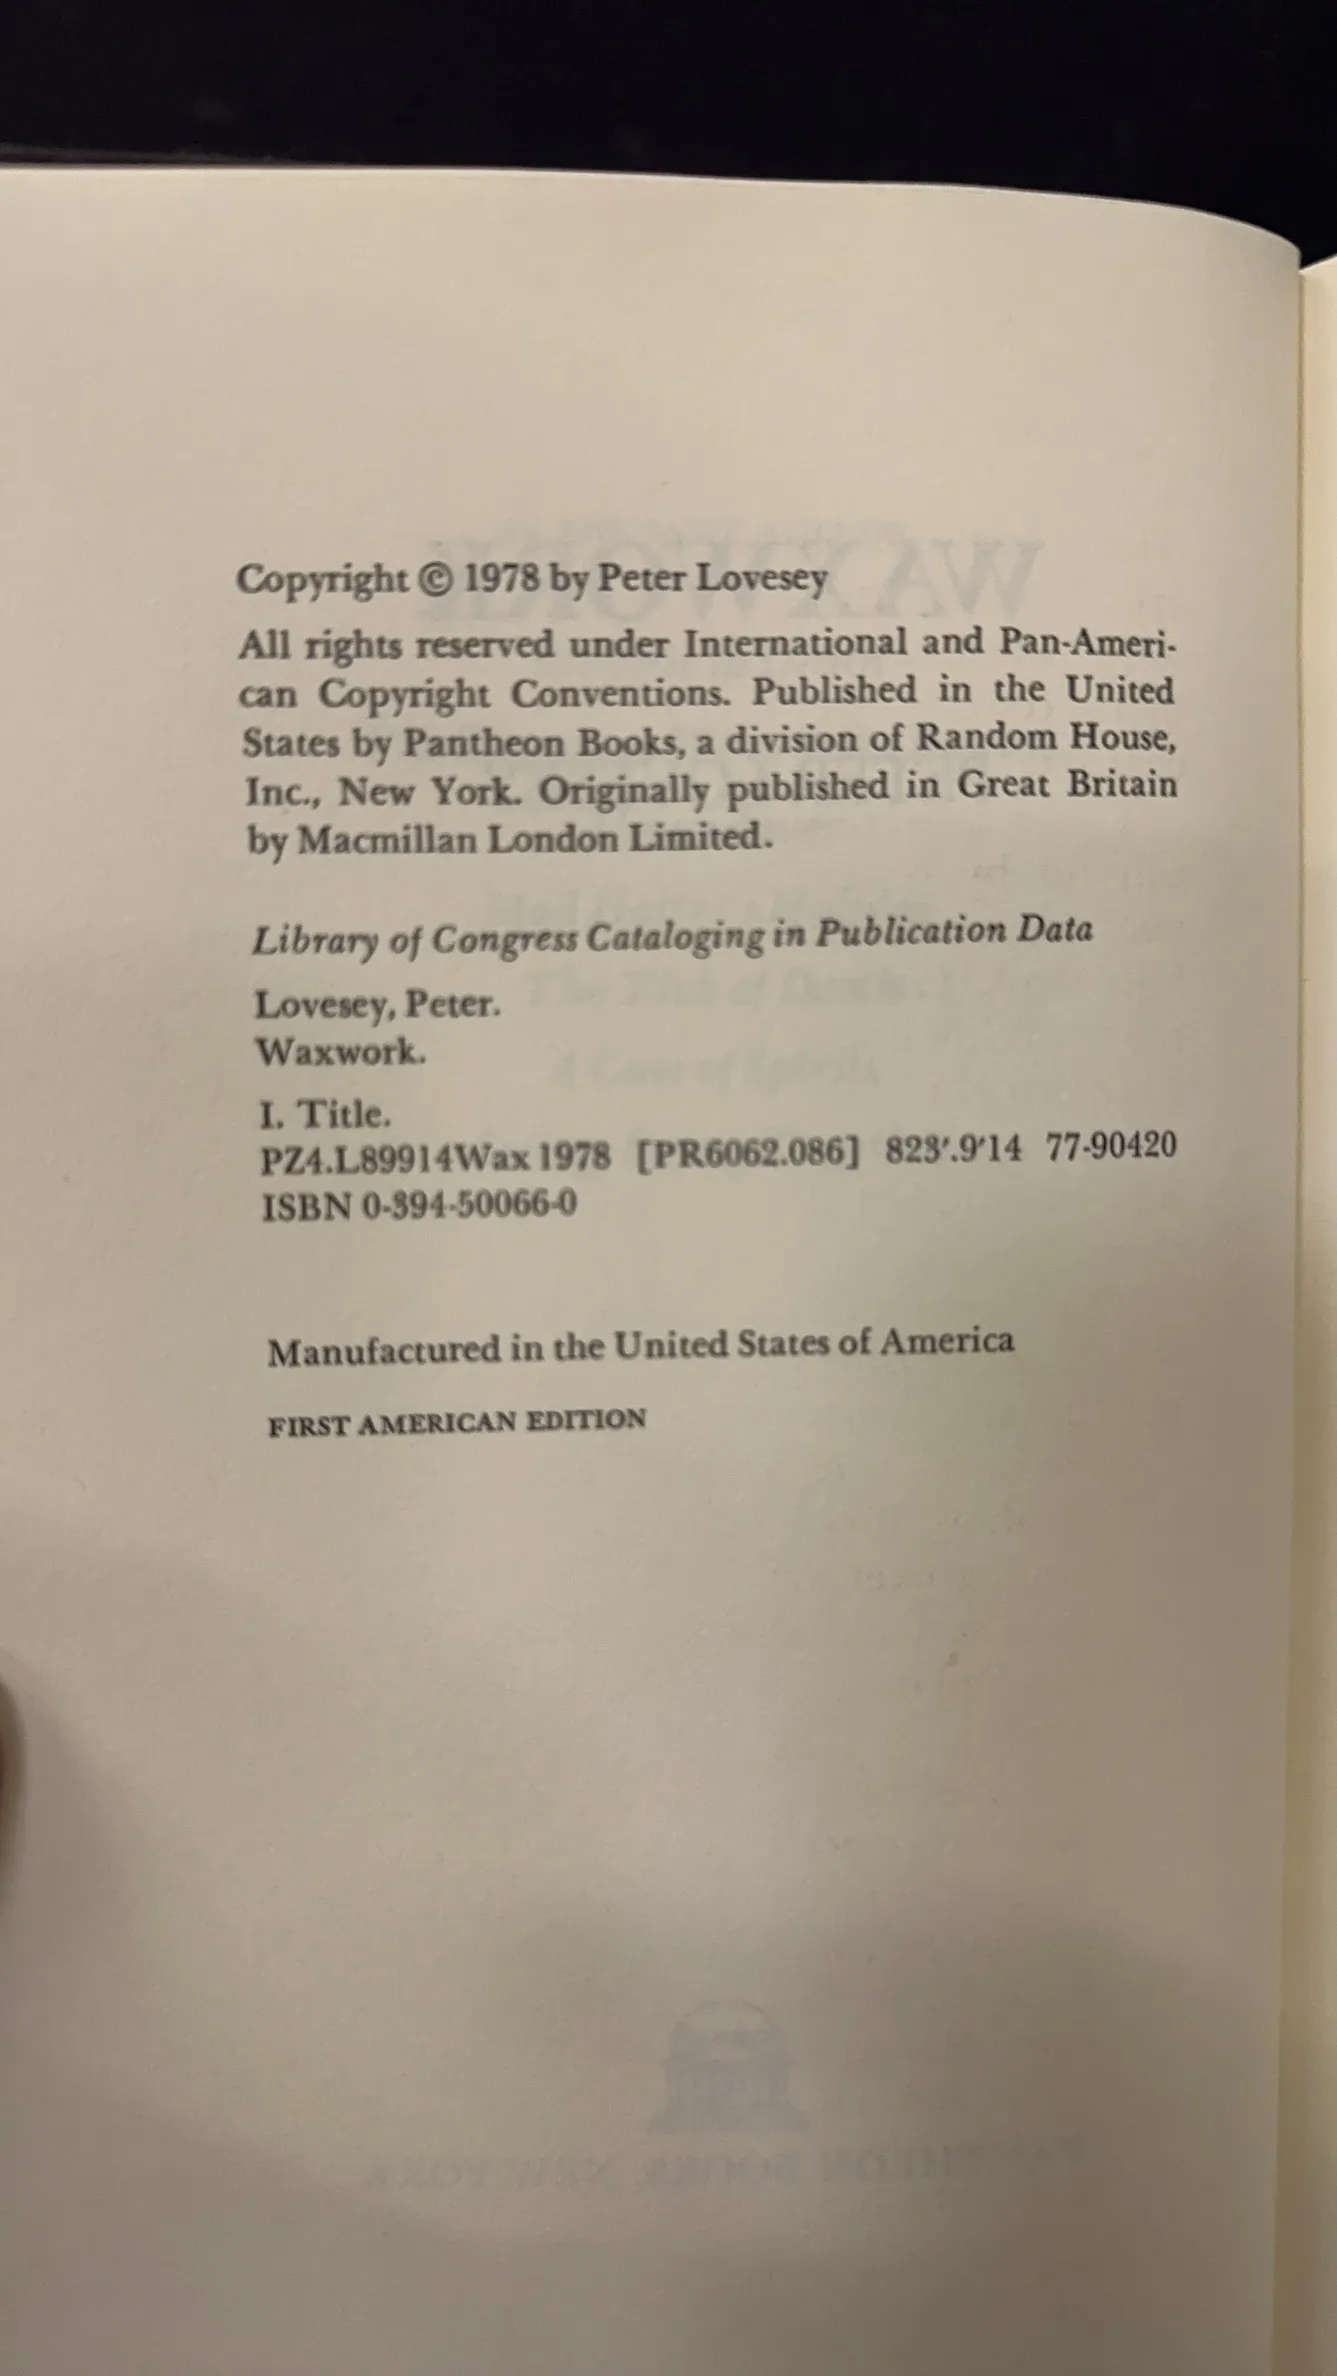 Copyright © 1978 by Peter Lovesey
All rights reserved under International and Pan-Ameri-
can Copyright Conventions. Published in the United
States by Pantheon Books, a division of Random House,
Inc., New York. Originally published in Great Britain
by Macmillan London Limited.
Library of Congress Cataloging in Publication Data
Lovesey, Peter.
Waxwork.
I. Title.
PZ4.L89914Wax 1978 [PR6062.086] 823'.9'14 77-90420
ISBN 0-394-50066-0
Manufactured in the United States of America
FIRST AMERICAN EDITION